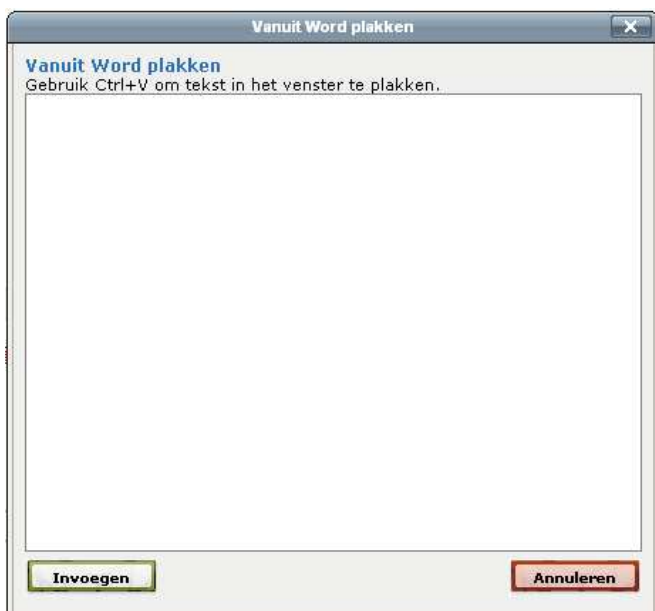 Vanuit Word plakken
Vanuit Word plakken
Gebruik Ctrl+V om tekst in het venster te plakken.
Invoegen
Annuleren